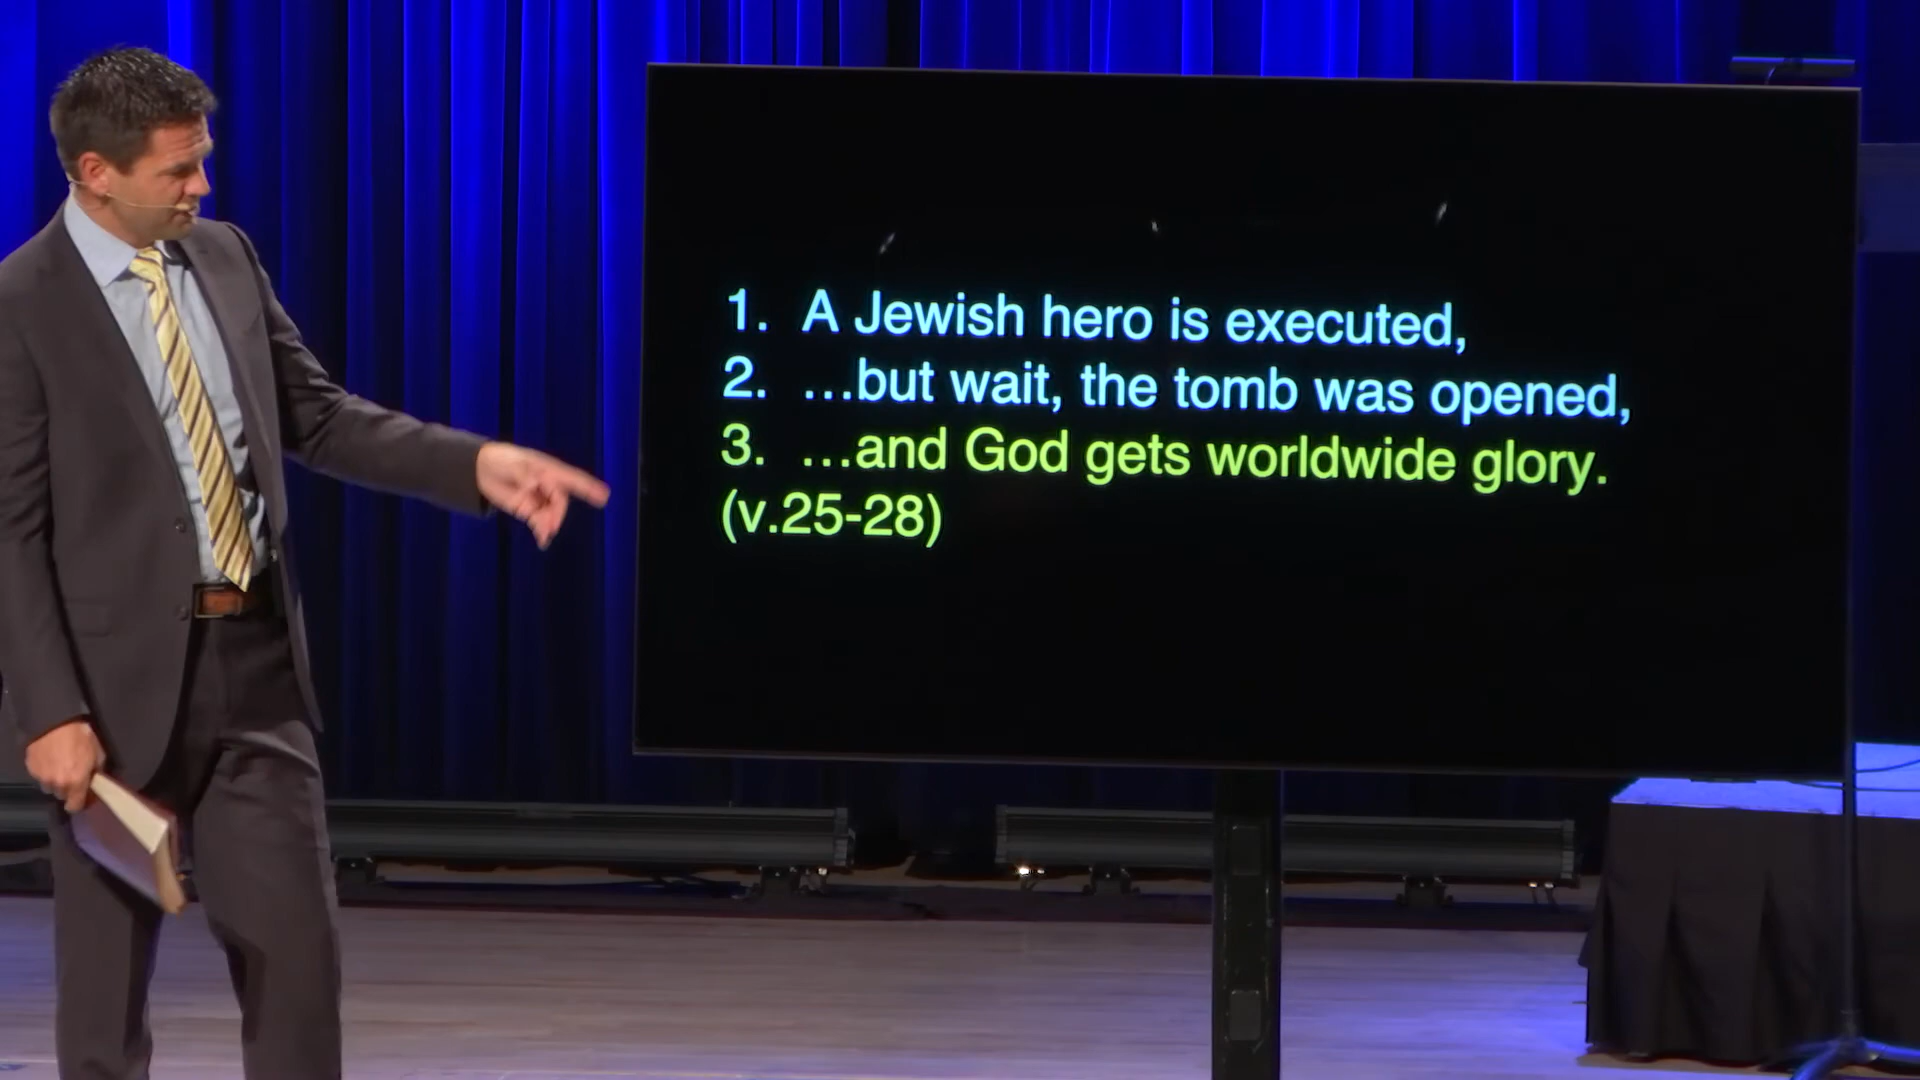 1. A Jewish hero is executed,
2. ...but wait, the tomb was opened,
3. ...and God gets worldwide glory.
(v.25-28)